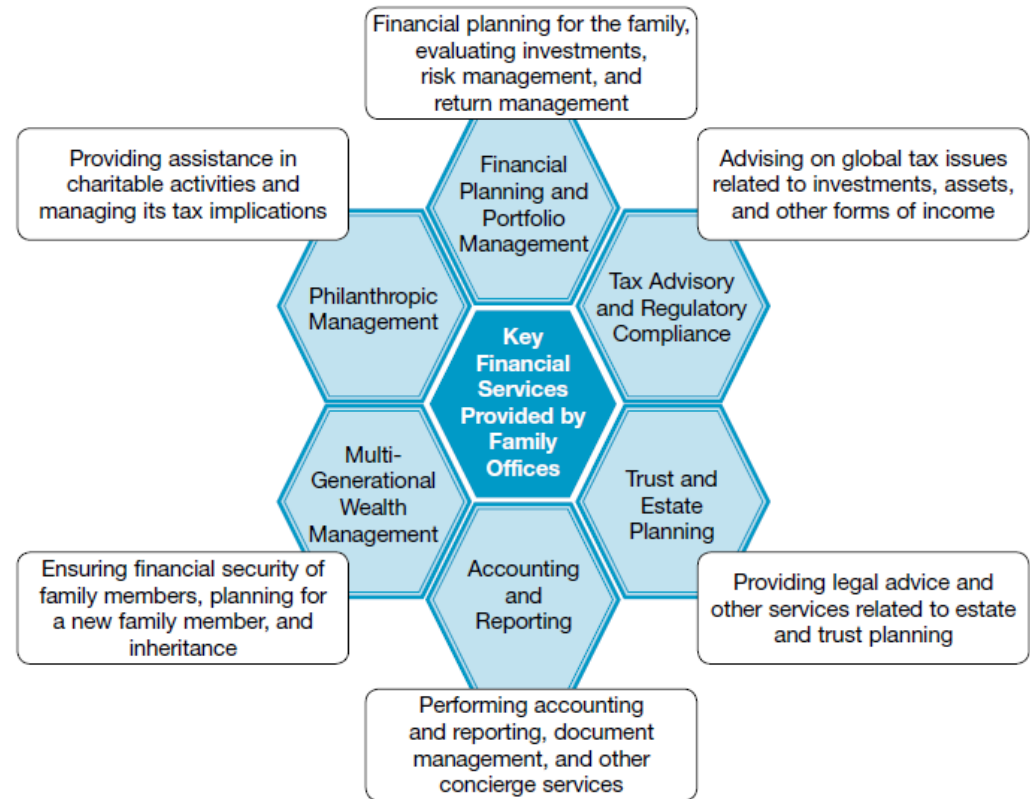 Financial planning for the family,
evaluating investments,
risk management, and
return management
Providing assistance in
charitable activities and
managing its tax implications
Financial
Planning and
Portfolio
Management
Advising on global tax issues
related to investments, assets,
and other forms of income
Philanthropic
Management
Tax Advisory
and Regulatory
Compliance
Key
Financial
Services
Provided by
Family
Offices
Multi-
Generational
Wealth
Management
Trust and
Estate
Planning
Ensuring financial security of
family members, planning for
a new family member, and
inheritance
Accounting
and
Reporting
Providing legal advice and
other services related to estate
and trust planning
Performing accounting
and reporting, document
management, and other
concierge services